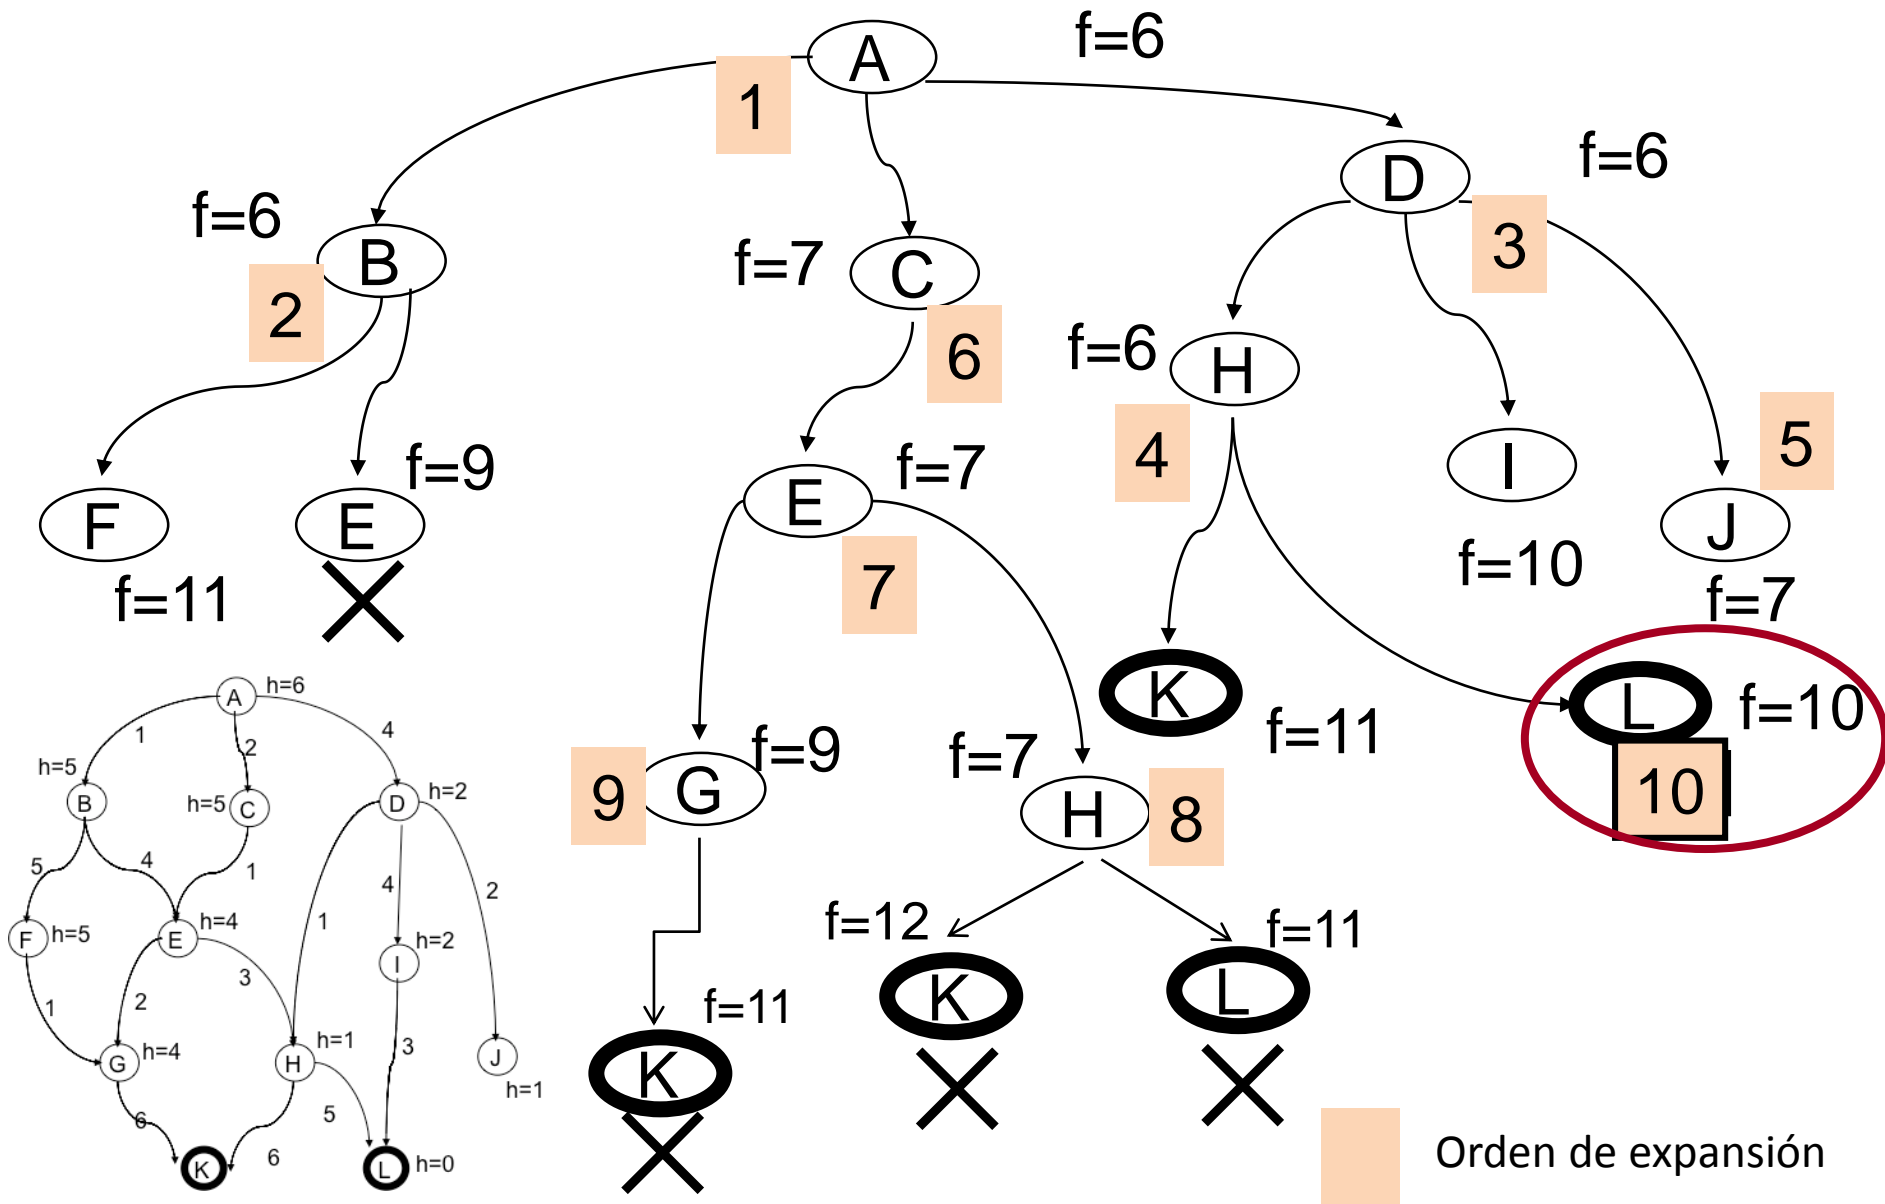 A
f=6
1
D
f=6
f=6
B
f=7
C
3
2
6
f=6
H
5
4
I
J
f=9
f=7
F
E
E
f=10
f=11
7
f=7
K
f=11
L
f=10
10
f=9
f=7
9
G
H
8
f=12
f=11
K
L
f=11
K
A
h=6
1
2
4
h=5
B
h=5
C
D
h=2
5
4
1
4
2
1
F
h=5
E
h=4
I
h=2
1
2
3
3
G
h=4
H
h=1
J
h=1
6
6
5
K
L
h=0
Orden de expansión